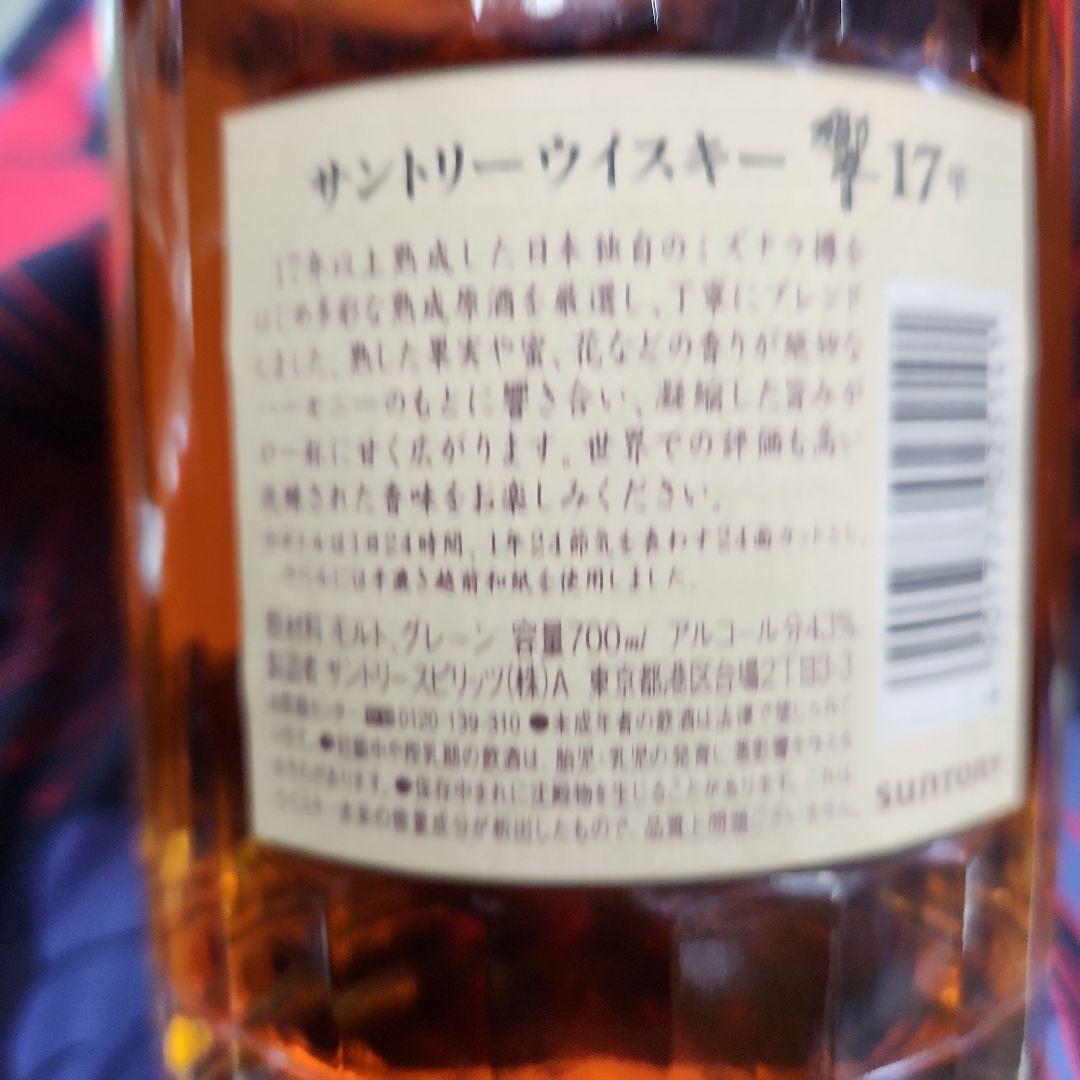 サントリーウイスキー 響 17年
17年以上熟成した日本独自のミズナラ樽を
はじめ多彩な熟成原酒を厳選し、丁寧にブレンド
しました。熟した果実や蜜、花などの香りが絶妙な
ハーモニーのもとに響き合い、凝縮した旨みが
口一杯に甘く広がります。世界での評価も高い
洗練された香味をお楽しみください。
は1日24時間、1年24節気を表わす24面カットとし、
ラベルには手漉き越前和紙を使用しました。
原材料 モルト、グレーン 容量700ml アルコール分43%
製造者 サントリースピリッツ(株)A 東京都港区台場2丁目3-3
お客様センター 0120-139-310 ●未成年者の飲酒は法律で禁じられて
います。●妊娠中や授乳期の飲酒は、胎児・乳児の発育に悪影響を与える
おそれがあります。●保存中まれに沈殿物を生じることがありますが、これは
ウイスキー本来の微量成分が析出したもので、品質上問題ございません。
SUNTORY